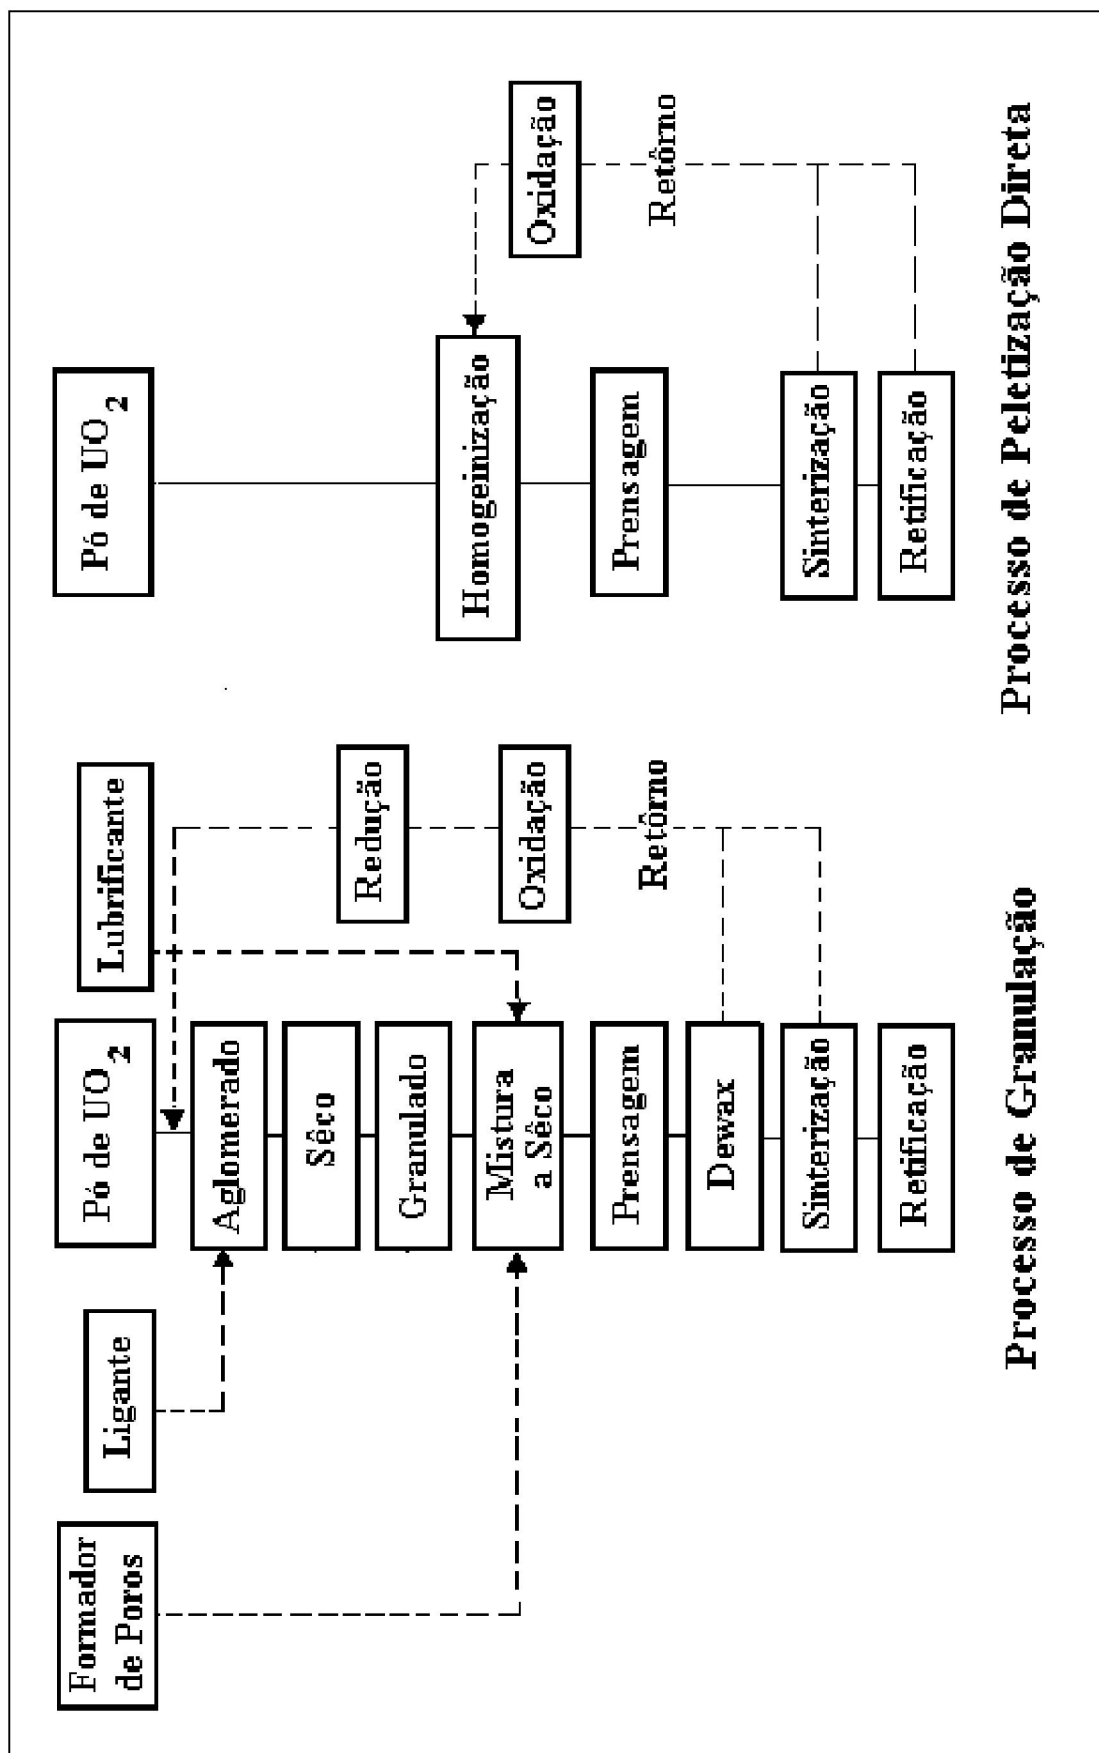 Formador
de Poros
Ligante
Pó de UO2
Lubrificante
Aglomerado
Sêco
Granulado
Mistura
a Sêco
Prensagem
Dewax
Sinterização
Retificação
Redução
Oxidação
Retôrno
Processo de Granulação
Pó de UO2
Homogeinização
Prensagem
Sinterização
Retificação
Oxidação
Retôrno
Processo de Peletização Direta